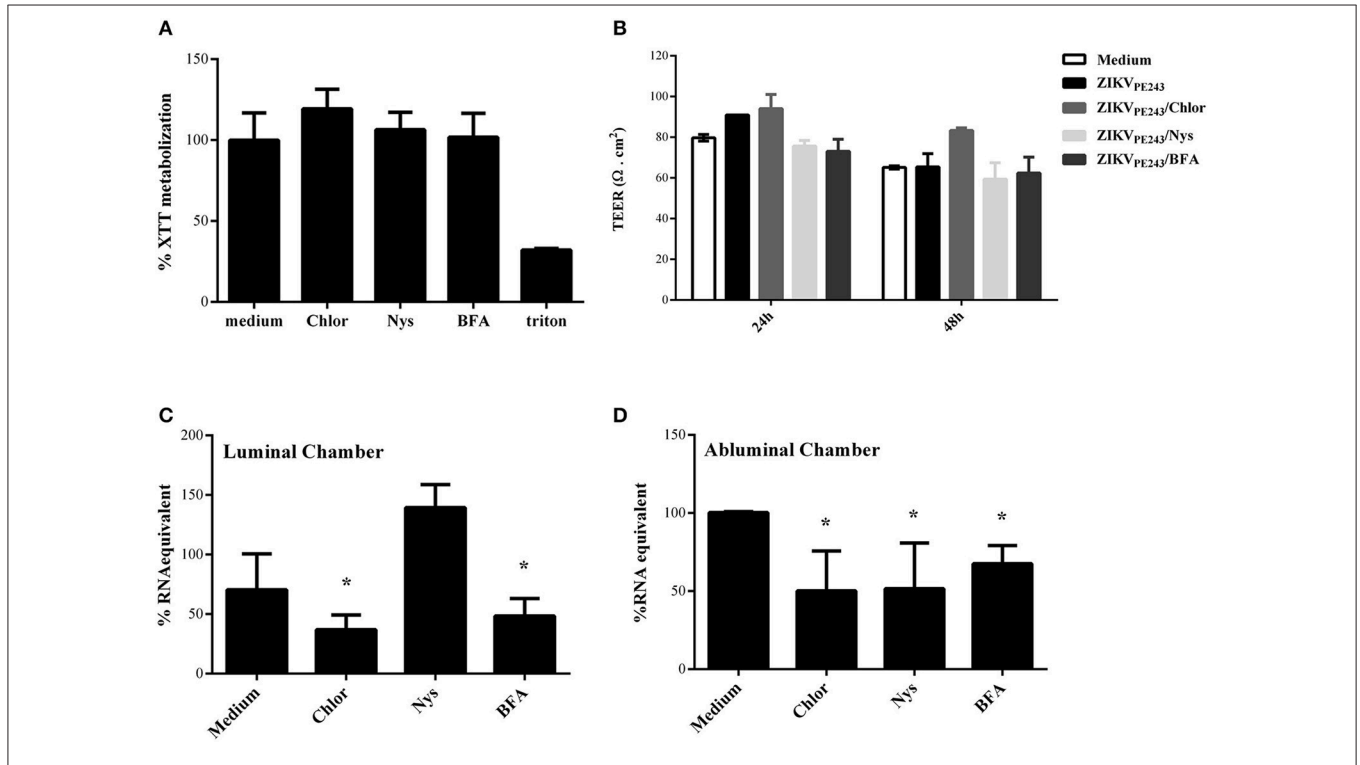 A
% XTT metabolization
150
100
50
0
medium Chlor Nys BFA triton
B
TEER (Ω . cm²)
120
100
80
60
40
20
0
24h 48h
Medium
ZIKVPE243
ZIKVPE243/Chlor
ZIKVPE243/Nys
ZIKVPE243/BFA
C
Luminal Chamber
% RNAequivalent
200
150
100
50
0
*
*
Medium Chlor Nys BFA
D
Abluminal Chamber
%RNA equivalent
150
100
50
0
* * *
Medium Chlor Nys BFA